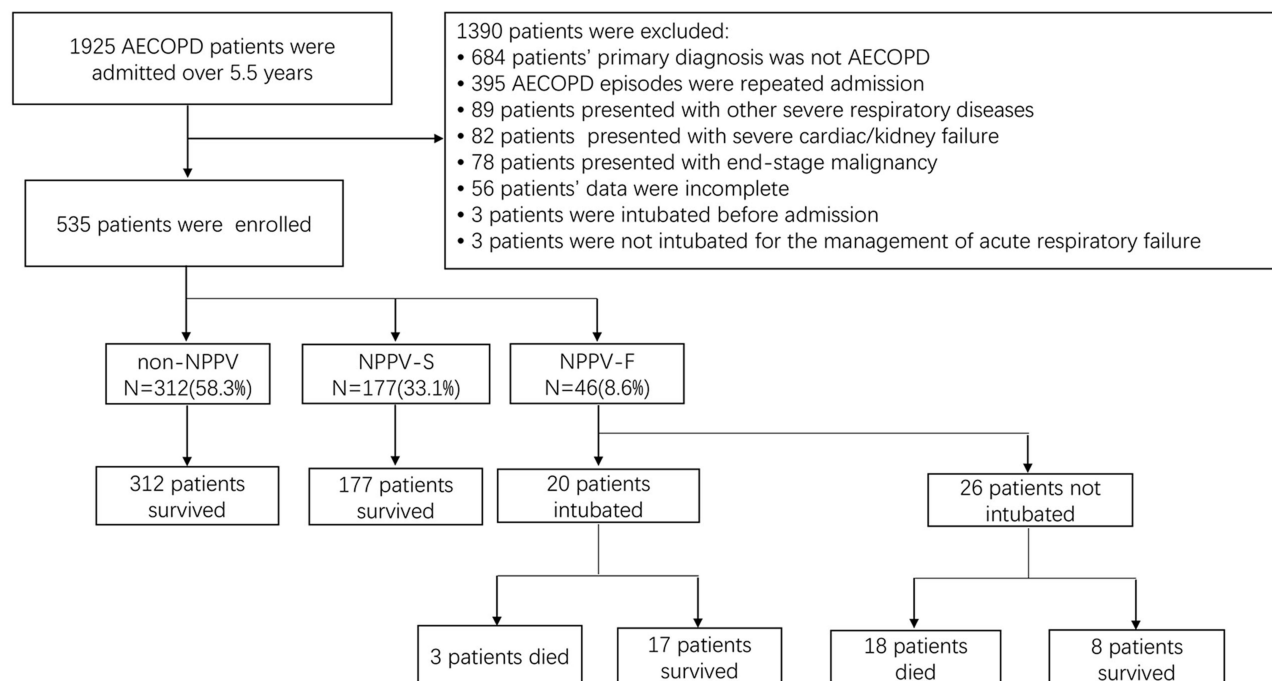 1925 AECOPD patients were
admitted over 5.5 years
1390 patients were excluded:
• 684 patients’ primary diagnosis was not AECOPD
• 395 AECOPD episodes were repeated admission
• 89 patients presented with other severe respiratory diseases
• 82 patients presented with severe cardiac/kidney failure
• 78 patients presented with end-stage malignancy
• 56 patients’ data were incomplete
• 3 patients were intubated before admission
• 3 patients were not intubated for the management of acute respiratory failure
535 patients were enrolled
non-NPPV
N=312(58.3%)
NPPV-S
N=177(33.1%)
NPPV-F
N=46(8.6%)
312 patients
survived
177 patients
survived
20 patients
intubated
26 patients not
intubated
3 patients died
17 patients
survived
18 patients
died
8 patients
survived